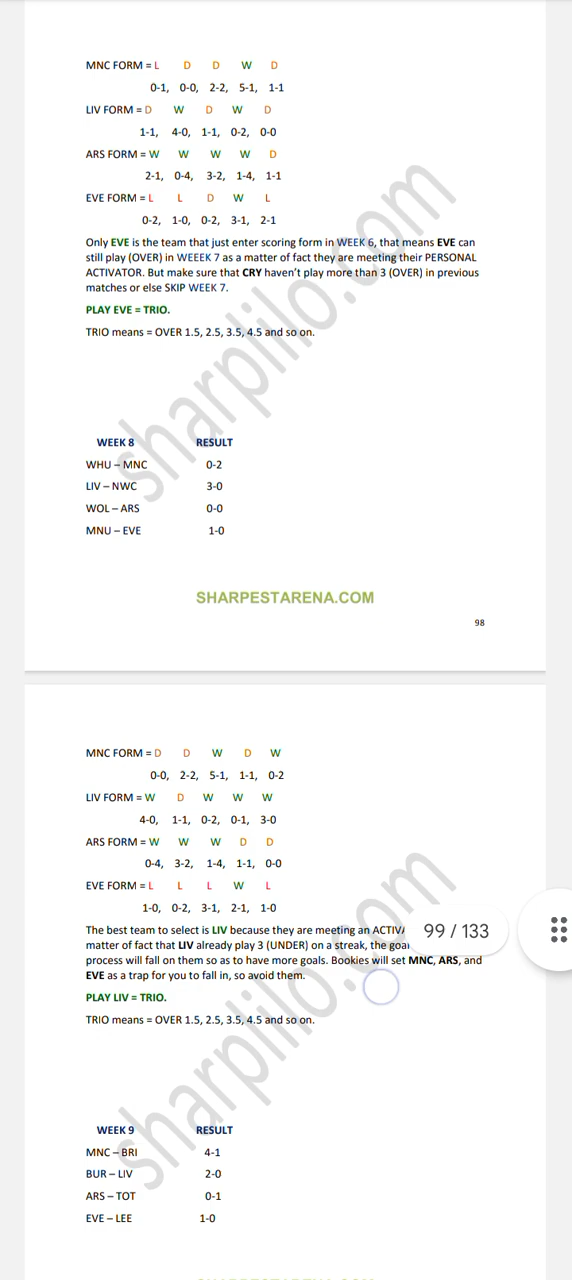 MNC FORM = L D D W D
0-1, 0-0, 2-2, 5-1, 1-1
LIV FORM = D W D W D
1-1, 4-0, 1-1, 0-2, 0-0
ARS FORM = W W W W D
2-1, 0-4, 3-2, 1-4, 1-1
EVE FORM = L L D W L
0-2, 1-0, 0-2, 3-1, 2-1
Only EVE is the team that just enter scoring form in WEEK 6, that means EVE can
still play (OVER) in WEEEK 7 as a matter of fact they are meeting their PERSONAL
ACTIVATOR. But make sure that CRY haven't play more than 3 (OVER) in previous
matches or else SKIP WEEK 7.
PLAY EVE = TRIO.
TRIO means = OVER 1.5, 2.5, 3.5, 4.5 and so on.
sharplilo.com
WEEK 8 RESULT
WHU – MNC 0-2
LIV – NWC 3-0
WOL – ARS 0-0
MNU – EVE 1-0
SHARPESTARENA.COM
98
MNC FORM = D D W D W
0-0, 2-2, 5-1, 1-1, 0-2
LIV FORM = W D W W W
4-0, 1-1, 0-2, 0-1, 3-0
ARS FORM = W W W D D
0-4, 3-2, 1-4, 1-1, 0-0
EVE FORM = L L L W L
1-0, 0-2, 3-1, 2-1, 1-0
The best team to select is LIV because they are meeting an
99 / 133
matter of fact that LIV already play 3 (UNDER) on a streak, the
process will fall on them so as to have more goals. Bookies will set MNC, ARS, and
EVE as a trap for you to fall in, so avoid them.
PLAY LIV = TRIO.
TRIO means = OVER 1.5, 2.5, 3.5, 4.5 and so on.
sharplilo.com
WEEK 9 RESULT
MNC – BRI 4-1
BUR – LIV 2-0
ARS – TOT 0-1
EVE – LEE 1-0